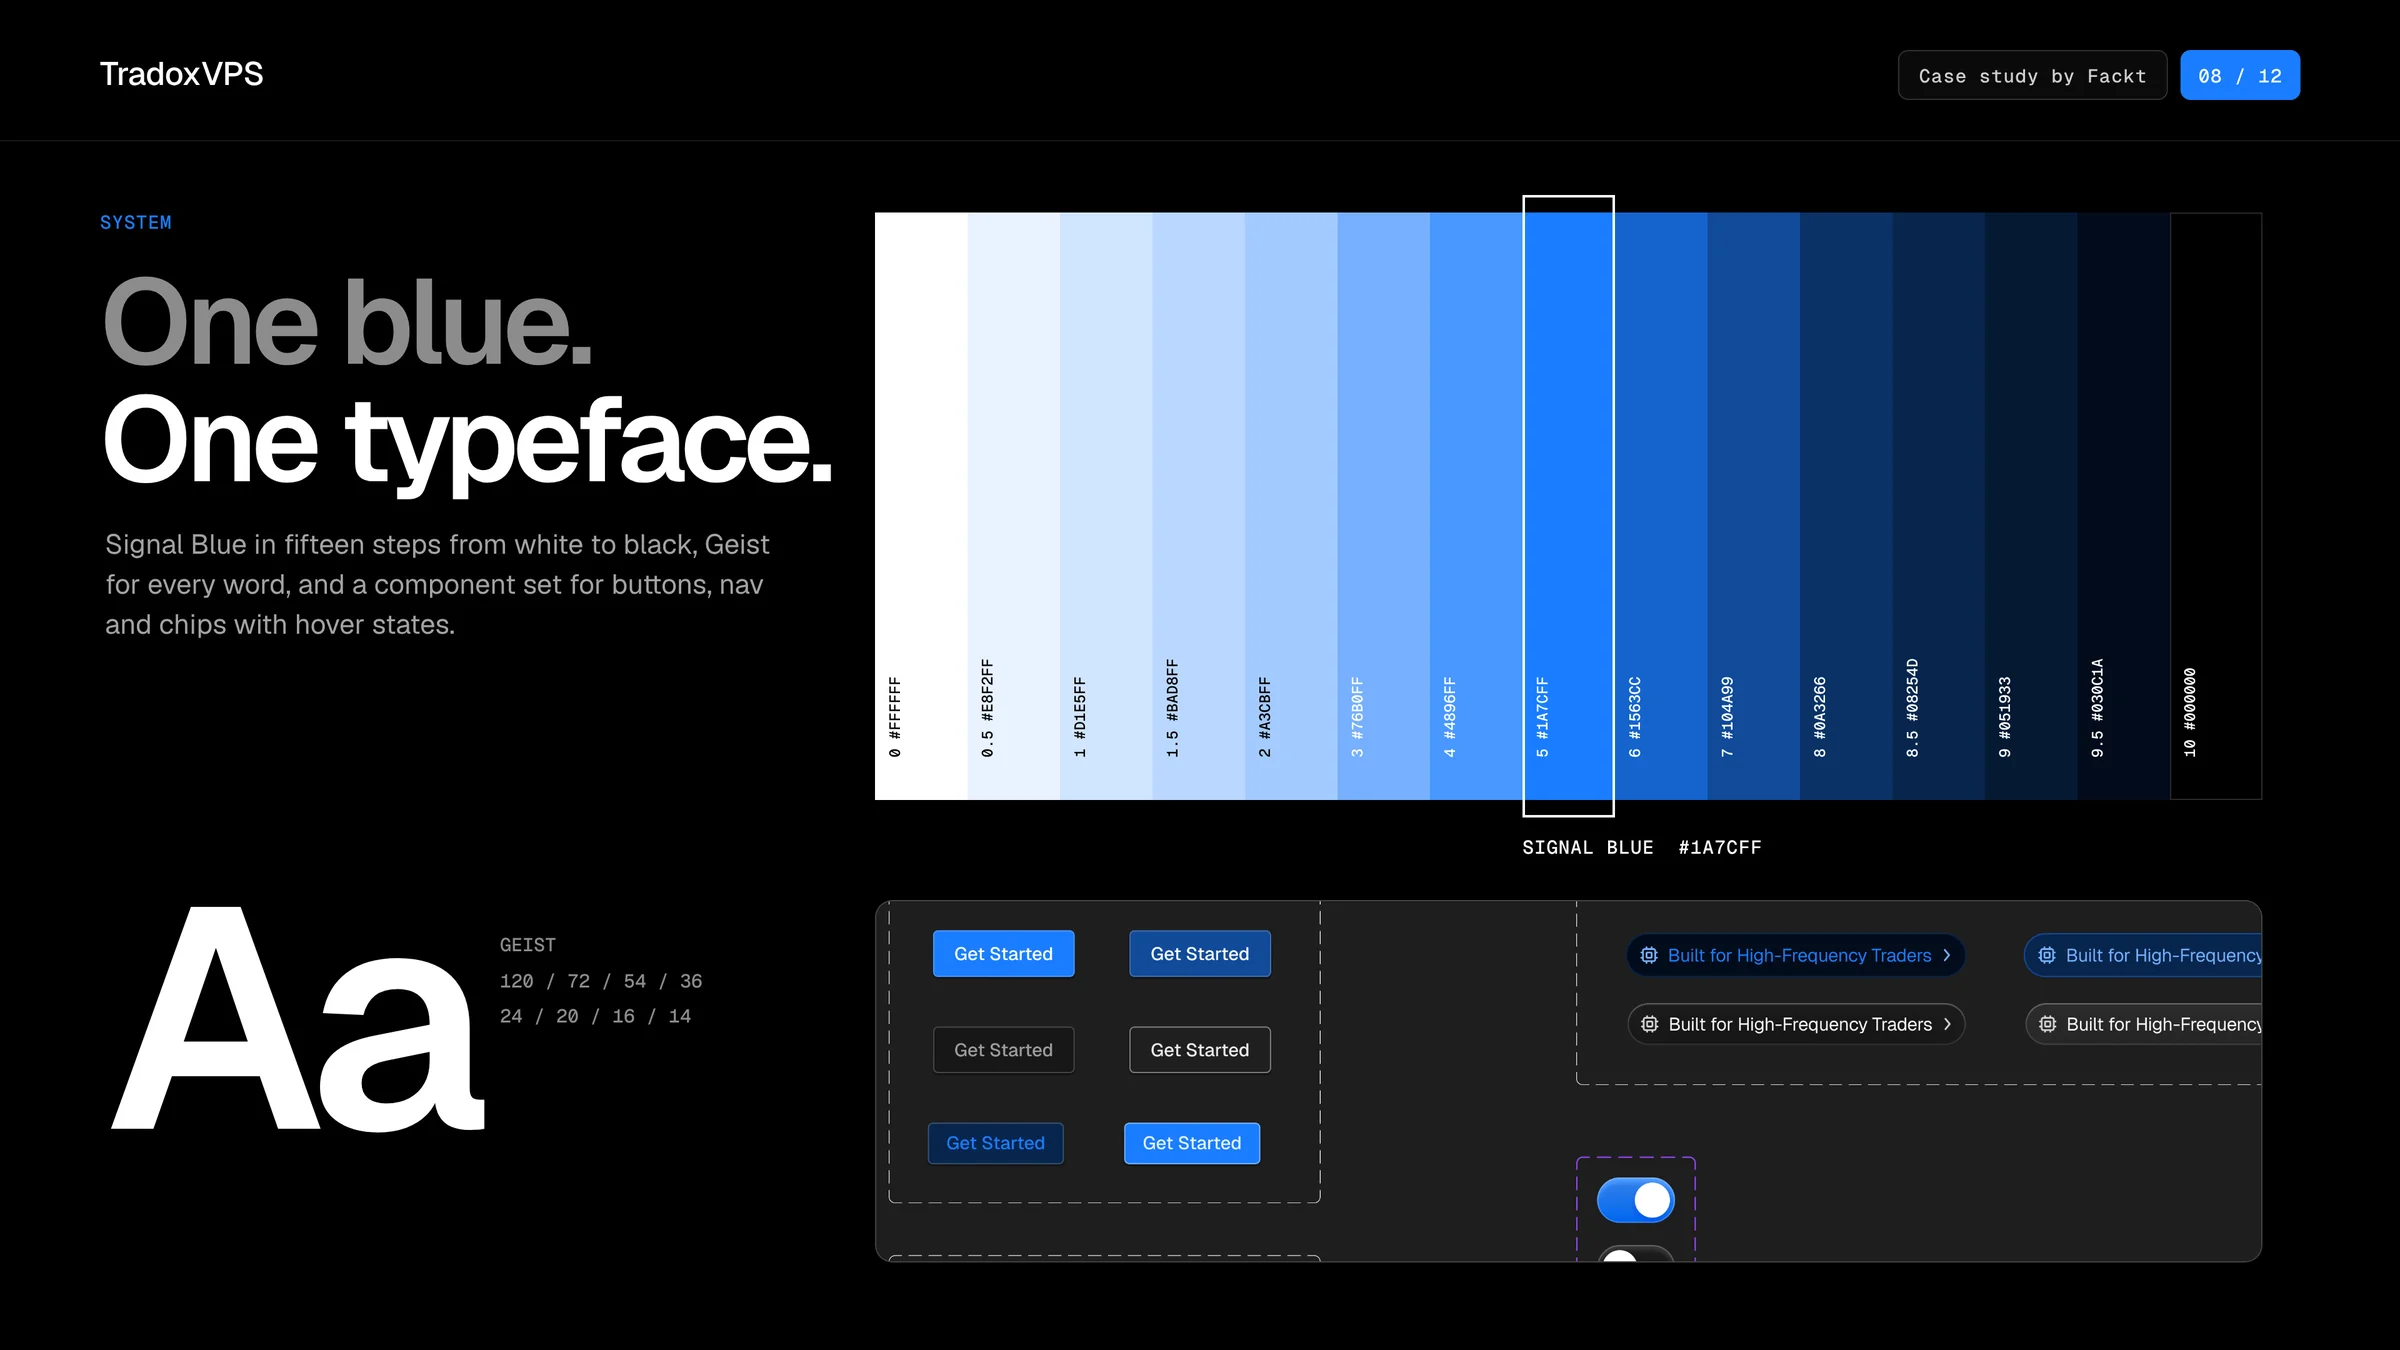 TradoxVPS
Case study by Fackt
08 / 12
SYSTEM
One blue.
One typeface.
Signal Blue in fifteen steps from white to black, Geist
for every word, and a component set for buttons, nav
and chips with hover states.
0 #FFFFFF
0.5 #E8F2FF
1 #D1E5FF
1.5 #BAD8FF
2 #A3CBFF
3 #76B0FF
4 #4896FF
5 #1A7CFF
6 #1563CC
7 #104A99
8 #0A3266
8.5 #08254D
9 #051933
9.5 #030C1A
10 #000000
SIGNAL BLUE #1A7CFF
Aa
GEIST
120 / 72 / 54 / 36
24 / 20 / 16 / 14
Get Started
Get Started
Get Started
Get Started
Get Started
Get Started
Built for High-Frequency Traders
Built for High-Frequency
Built for High-Frequency Traders
Built for High-Frequency